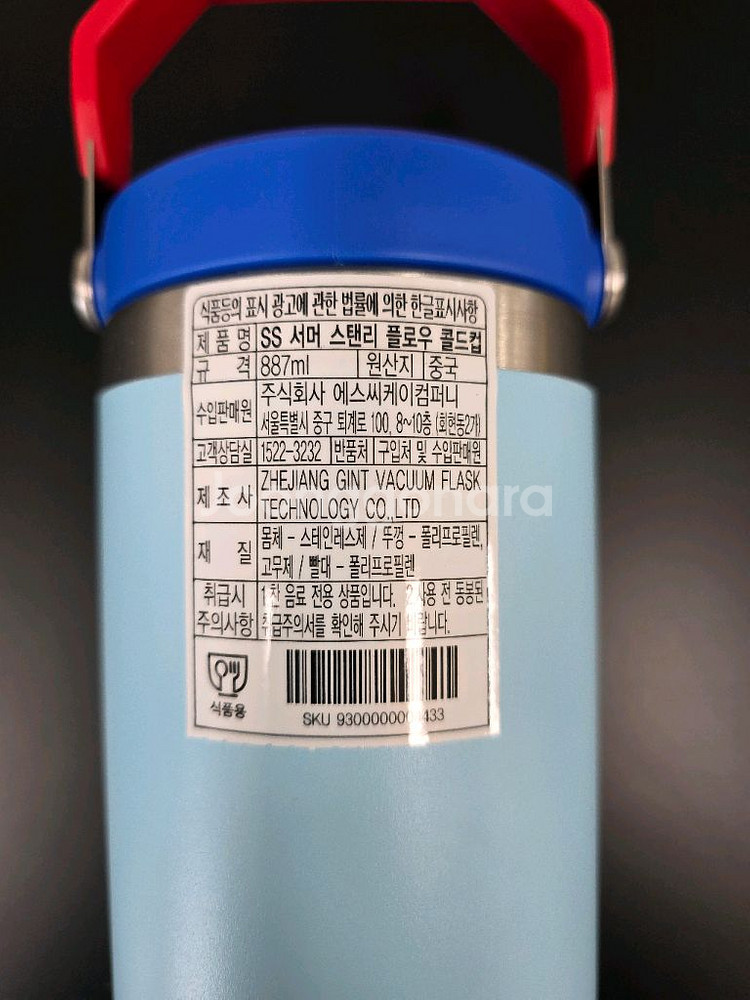 식품등의 표시 광고에 관한 법률에 의한 한글표시사항
제 품 명 SS 서머 스탠리 플로우 콜드컵
규 격 887ml 원산지 중국
수입판매원 주식회사 에스씨케이컴퍼니
서울특별시 중구 퇴계로 100, 8~10층 (회현동2가)
고객상담실 1522-3232 반품처 구입처 및 수입판매원
제 조 사 ZHEJIANG GINT VACUUM FLASK
TECHNOLOGY CO.,LTD
재 질 몸체 - 스테인레스제 / 뚜껑 - 폴리프로필렌,
고무제 / 빨대 - 폴리프로필렌
취급시 음료 전용 상품입니다. 전 동봉된
주의사항 취급주의서를 확인해 주시기 바랍니다.
식품용
SKU